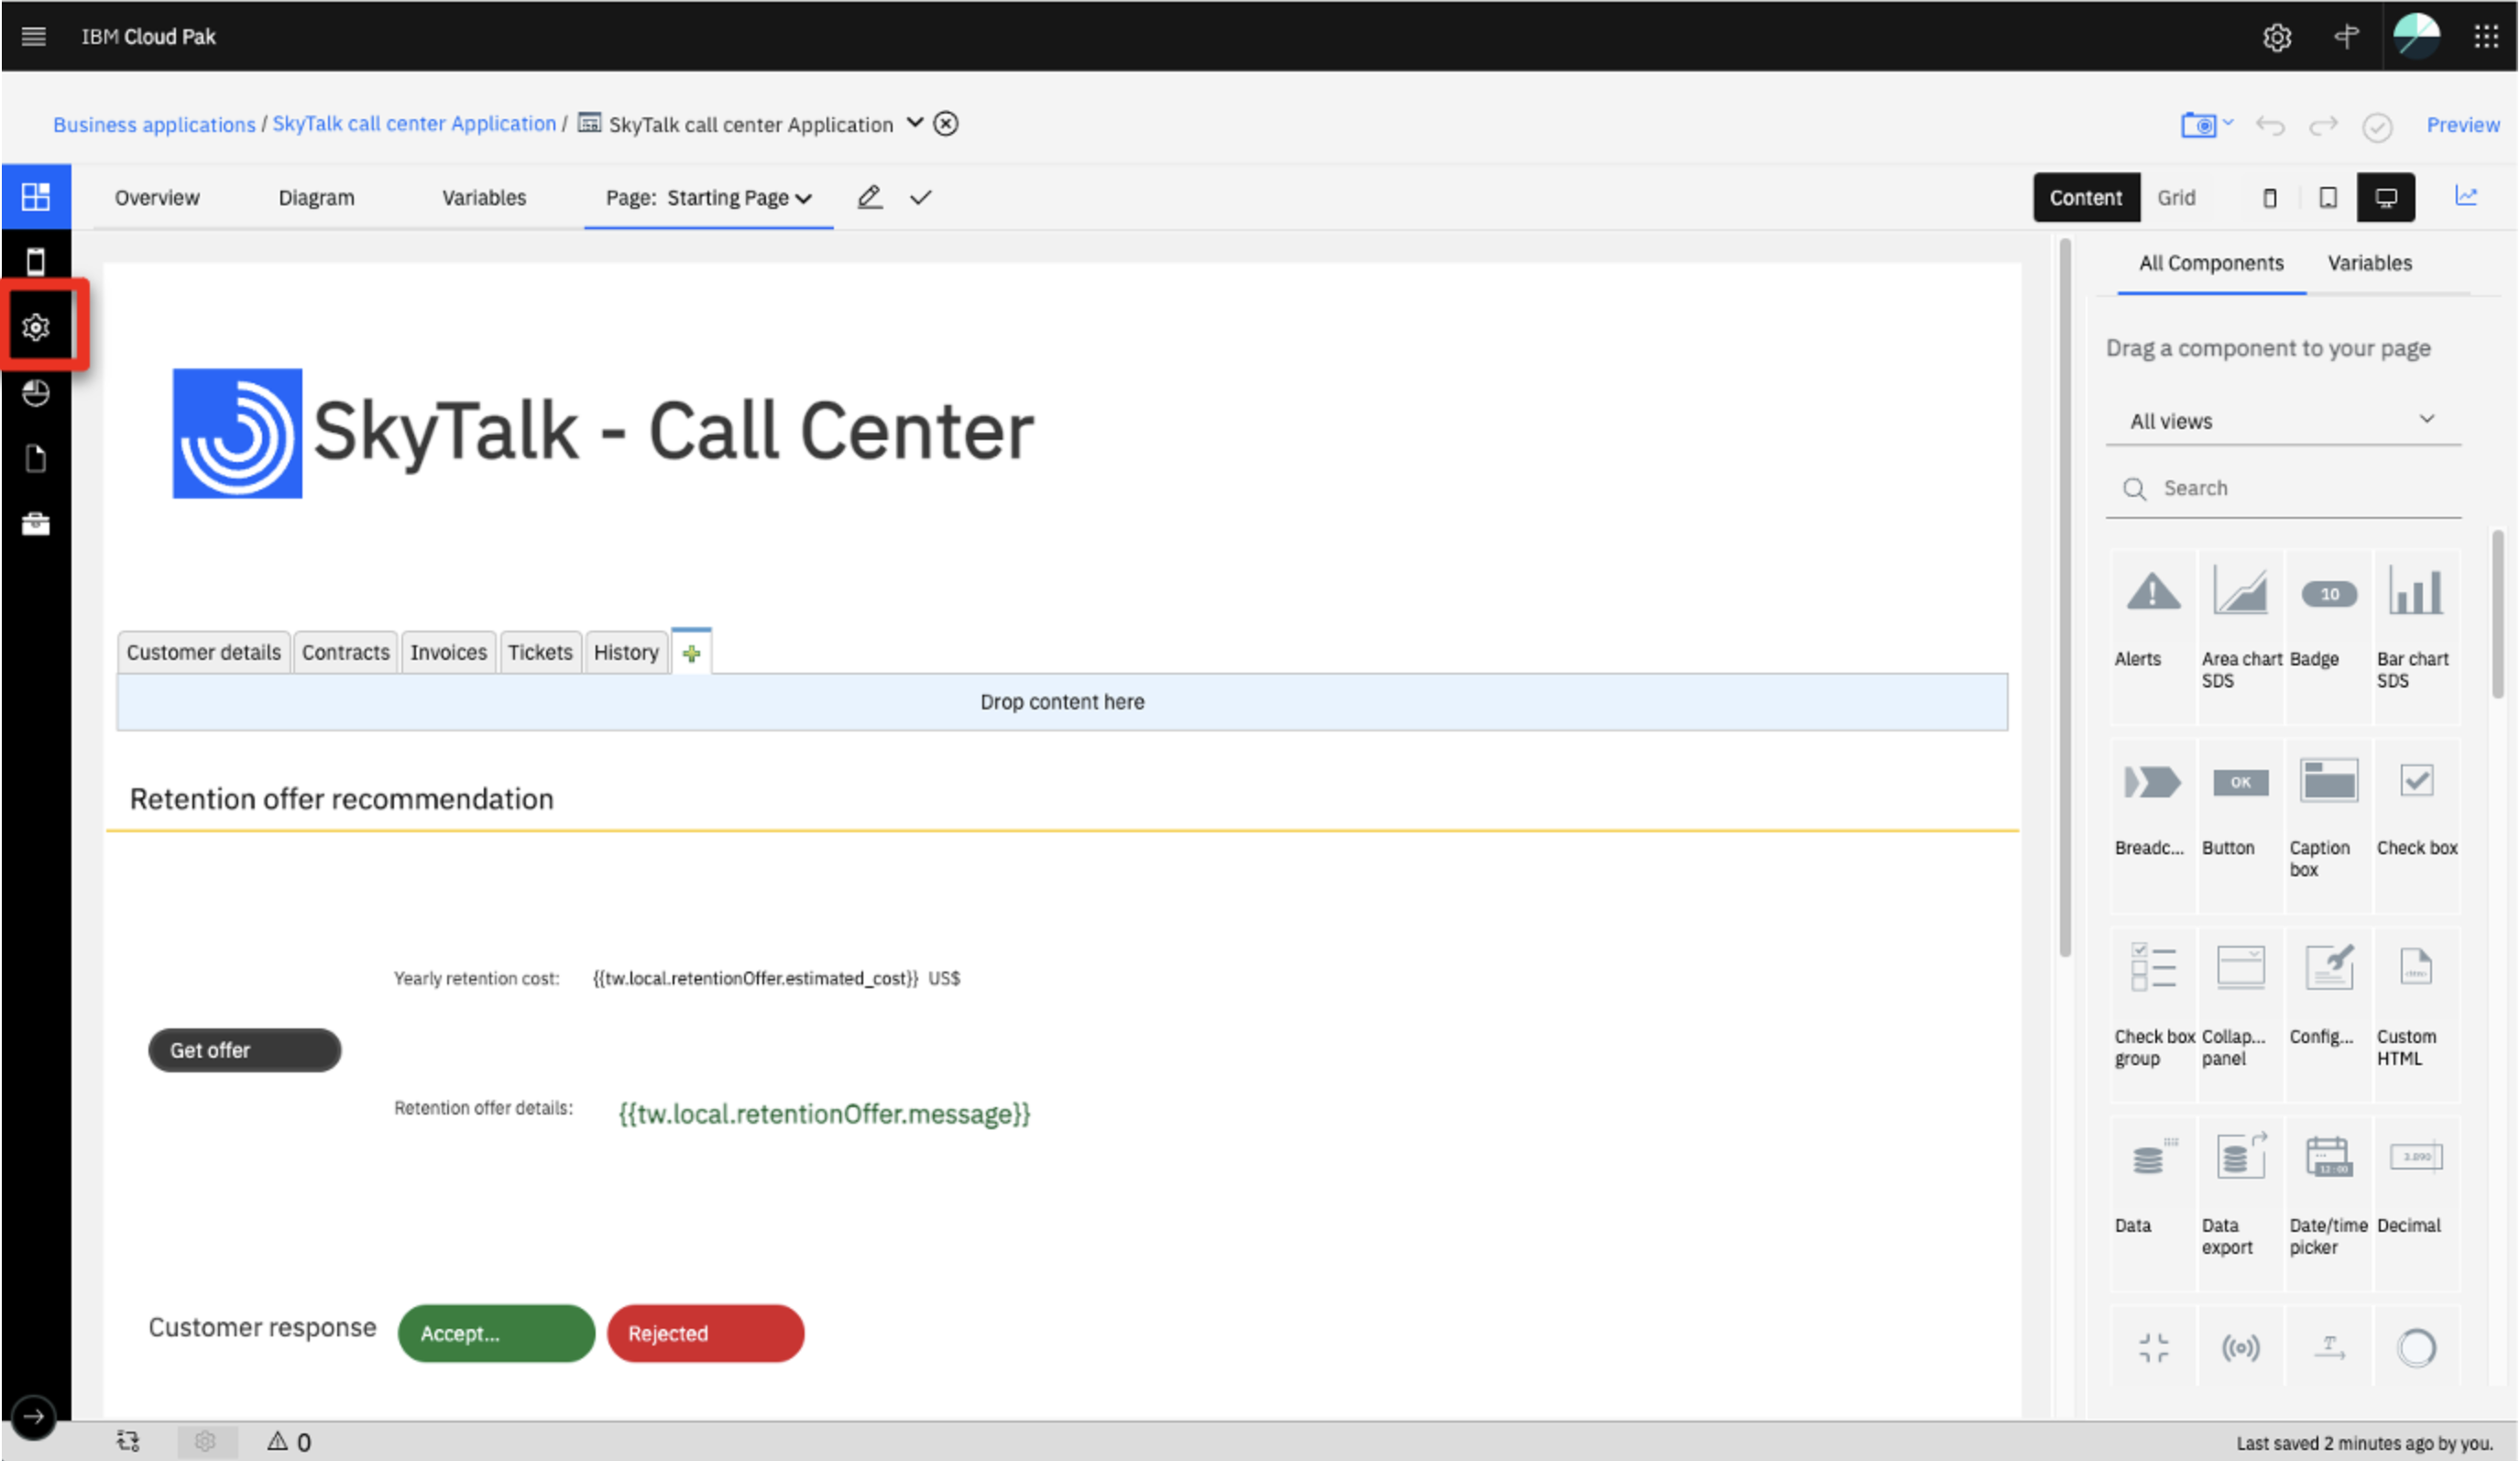 IBM Cloud Pak
Business applications / SkyTalk call center Application / SkyTalk call center Application
Preview
Overview Diagram Variables Page: Starting Page
Content Grid
All Components Variables
Drag a component to your page
All views
Search
SkyTalk - Call Center
Customer details Contracts Invoices Tickets History
Drop content here
Retention offer recommendation
Yearly retention cost: {{tw.local.retentionOffer.estimated_cost}} US$
Get offer
Retention offer details: {{tw.local.retentionOffer.message}}
Customer response Accept... Rejected
10
Alerts Area chart SDS Badge Bar chart SDS
OK
Breadc... Button Caption box Check box
Check box group Collap... panel Config... Custom HTML
12:00
Data Data export Date/time picker Decimal
T
0
Last saved 2 minutes ago by you.